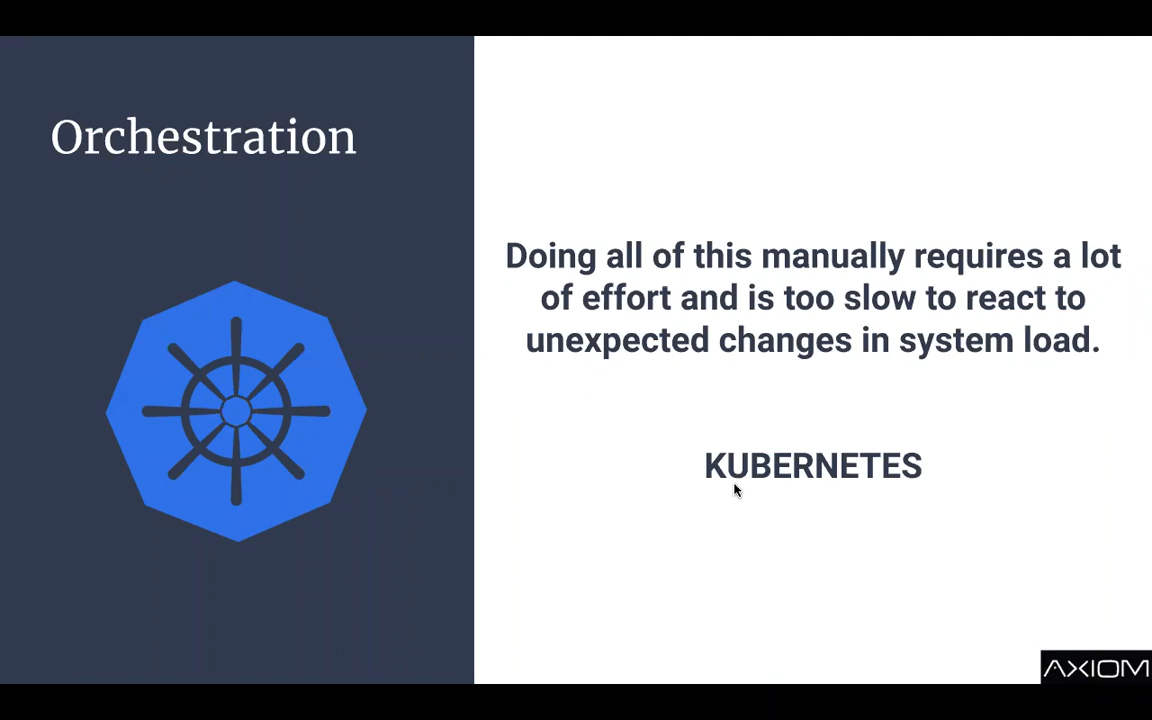 Orchestration
Doing all of this manually requires a lot
of effort and is too slow to react to
unexpected changes in system load.
KUBERNETES
AXIOM